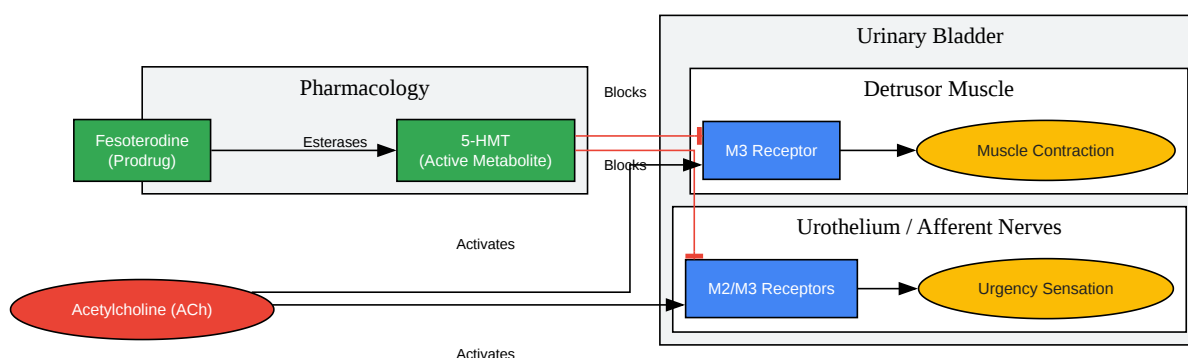 Urinary Bladder
Pharmacology
Blocks
Detrusor Muscle
Fesoterodine
(Prodrug)
Esterases
5-HMT
(Active Metabolite)
M3 Receptor
Muscle Contraction
Blocks
Urothelium / Afferent Nerves
Activates
Acetylcholine (ACh)
M2/M3 Receptors
Urgency Sensation
Activates